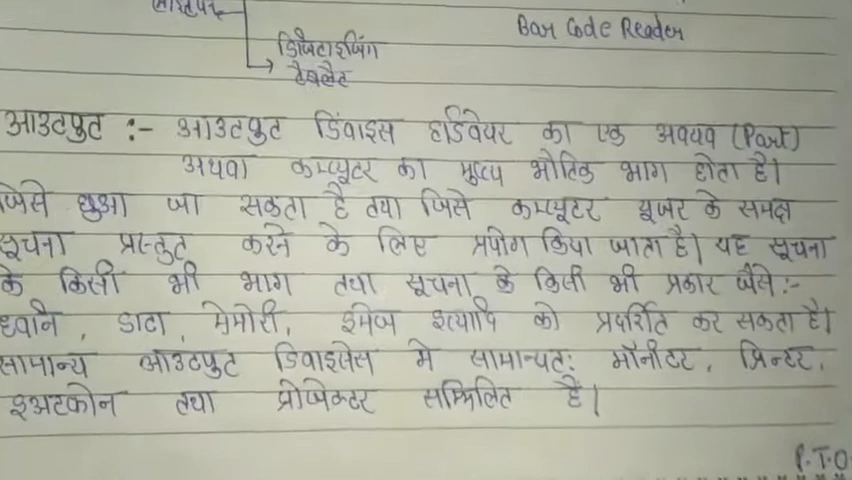 Bar Code Reader
डिजिटाइजिंग
टैबलेट
आउटपुट :- आउटपुट डिवाइस हार्डवेयर का एक अवयव (Part)
अथवा कम्प्यूटर का मुख्य भौतिक भाग होता है।
जिसे छुआ जा सकता है तथा जिसे कम्प्यूटर यूजर के समक्ष
सूचना प्रस्तुत करने के लिए प्रयोग किया जाता है। यह सूचना
के किसी भी भाग तथा सूचना के किसी भी प्रकार जैसे:-
ध्वनि, डाटा, मेमोरी, इमेज इत्यादि को प्रदर्शित कर सकता है।
सामान्य आउटपुट डिवाइसेस मे सामान्यत: मॉनीटर, प्रिन्टर,
इअटफोन तथा प्रोजेक्टर सम्मिलित है।
P.T.O